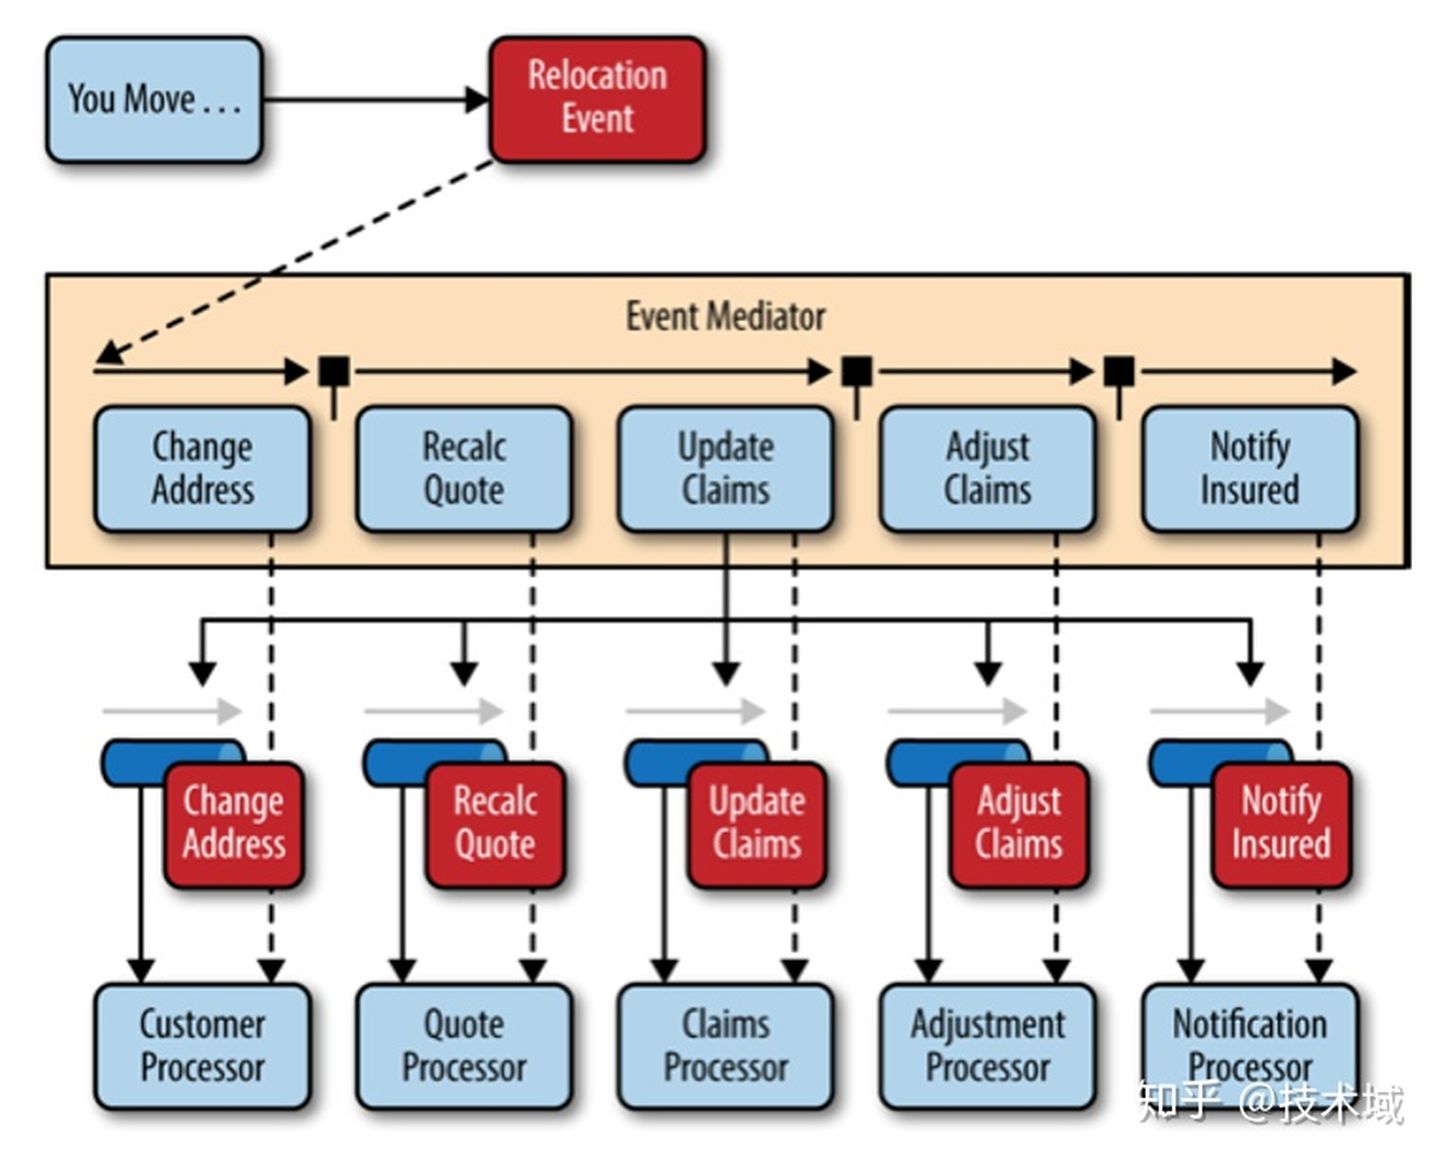 You Move . . .
Relocation
Event
Event Mediator
Change
Address
Recalc
Quote
Update
Claims
Adjust
Claims
Notify
Insured
Change
Address
Recalc
Quote
Update
Claims
Adjust
Claims
Notify
Insured
Customer
Processor
Quote
Processor
Claims
Processor
Adjustment
Processor
Notification
Processor
知乎 @技术域